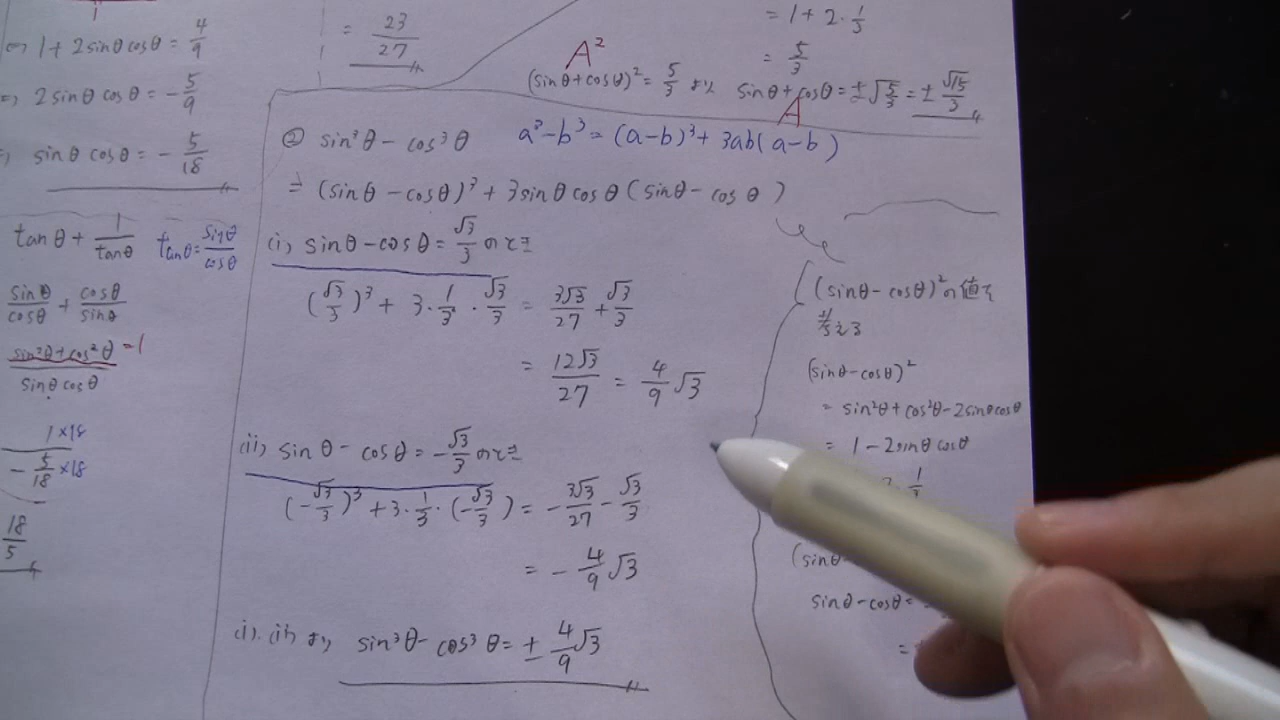 ⇔ 1 + 2sinθcosθ = 4/9
⇒ 2sinθcosθ = -5/9
sinθcosθ = -5/18
tanθ + 1/tanθ tanθ = sinθ/cosθ
sinθ/cosθ + cosθ/sinθ
sin²θ+cos²θ/sinθcosθ =1
1×18/-5/18×18
18/5
= 23/27
= 1 + 2・1/3
= 5/3
A²
(sinθ+cosθ)² = 5/3 より sinθ+cosθ = ±√5/3 = ±√15/3
A
② sin³θ - cos³θ a³-b³ = (a-b)³ + 3ab(a-b)
= (sinθ - cosθ)³ + 3sinθcosθ(sinθ - cosθ)
(i) sinθ-cosθ = √3/3 のとき
(√3/3)³ + 3・1/3・√3/3 = 3√3/27 + √3/3
= 12√3/27 = 4/9√3
(ii) sinθ - cosθ = -√3/3 のとき
(-√3/3)³ + 3・1/3・(-√3/3) = -3√3/27 - √3/3
= -4/9√3
(i).(ii) より sin³θ - cos³θ = ±4/9√3
(sinθ-cosθ)²の値を
考える
(sinθ-cosθ)²
= sin²θ+cos²θ-2sinθcosθ
= 1 - 2sinθcosθ
1/3
(sinθ
sinθ-cosθ=
=